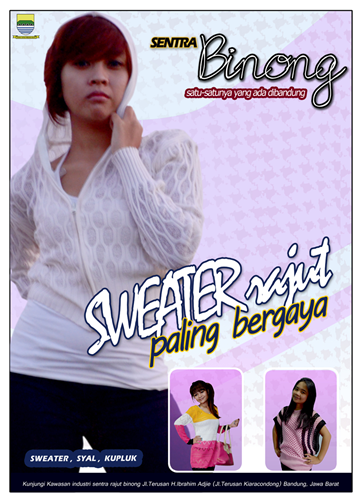 SENTRA
Binong
satu-satunya yang ada dibandung
SWEATER rajut
paling bergaya
SWEATER , SYAL , KUPLUK
Kunjungi Kawasan industri sentra rajut binong Jl.Terusan H.Ibrahim Adjie (Jl.Terusan Kiaracondong) Bandung, Jawa Barat